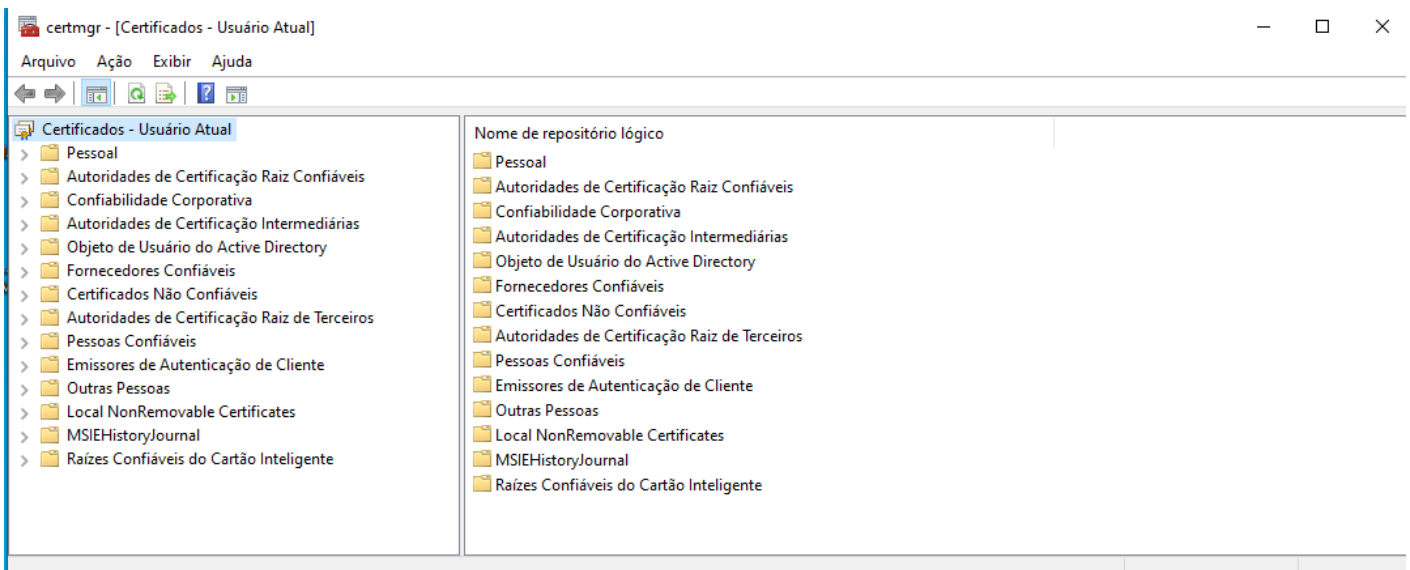 certmgr - [Certificados - Usuário Atual]
Arquivo Ação Exibir Ajuda
Certificados - Usuário Atual
Pessoal
Autoridades de Certificação Raiz Confiáveis
Confiabilidade Corporativa
Autoridades de Certificação Intermediárias
Objeto de Usuário do Active Directory
Fornecedores Confiáveis
Certificados Não Confiáveis
Autoridades de Certificação Raiz de Terceiros
Pessoas Confiáveis
Emissores de Autenticação de Cliente
Outras Pessoas
Local NonRemovable Certificates
MSIEHistoryJournal
Raízes Confiáveis do Cartão Inteligente
Nome de repositório lógico
Pessoal
Autoridades de Certificação Raiz Confiáveis
Confiabilidade Corporativa
Autoridades de Certificação Intermediárias
Objeto de Usuário do Active Directory
Fornecedores Confiáveis
Certificados Não Confiáveis
Autoridades de Certificação Raiz de Terceiros
Pessoas Confiáveis
Emissores de Autenticação de Cliente
Outras Pessoas
Local NonRemovable Certificates
MSIEHistoryJournal
Raízes Confiáveis do Cartão Inteligente